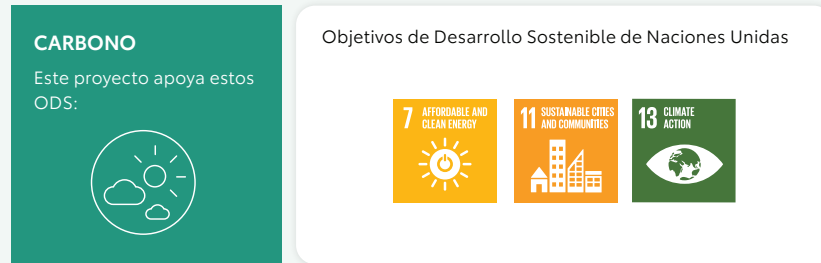 CARBONO
Este proyecto apoya estos
ODS:
Objetivos de Desarrollo Sostenible de Naciones Unidas
7 AFFORDABLE AND
CLEAN ENERGY
11 SUSTAINABLE CITIES
AND COMMUNITIES
13 CLIMATE
ACTION